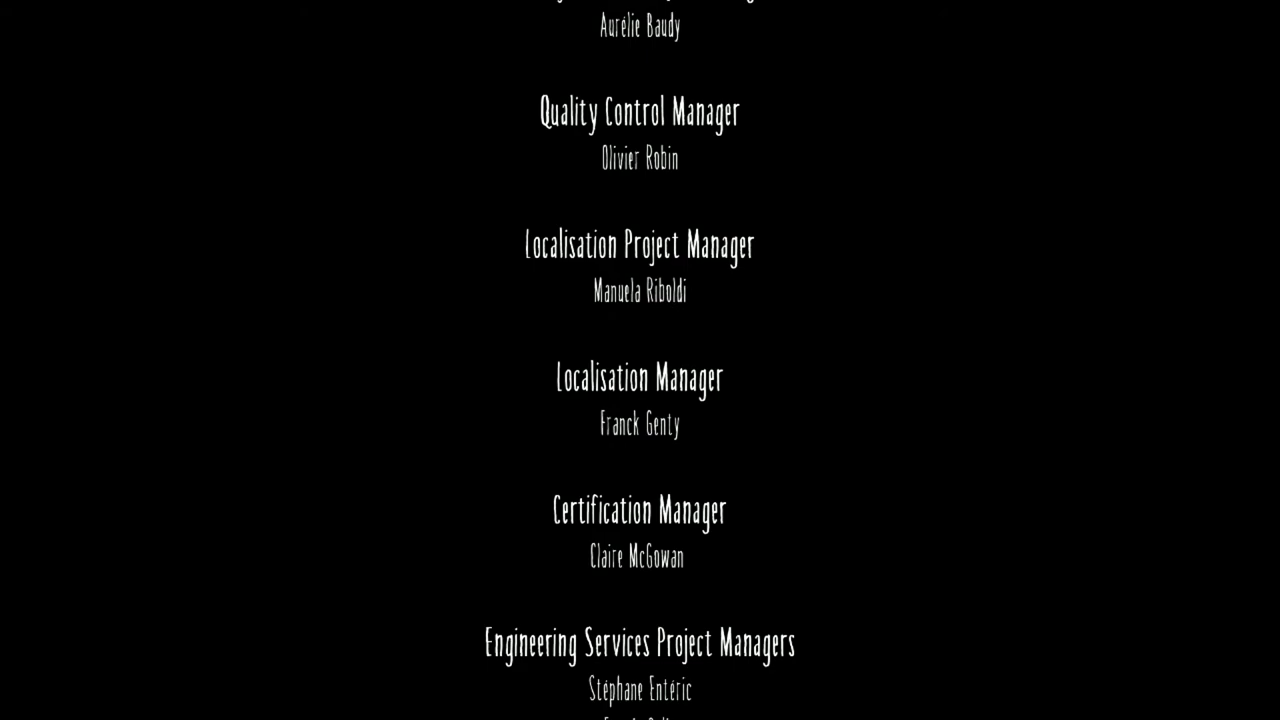 Aurélie Baudy
Quality Control Manager
Olivier Robin
Localisation Project Manager
Manuela Riboldi
Localisation Manager
Franck Genty
Certification Manager
Claire McGowan
Engineering Services Project Managers
Stéphane Entéric